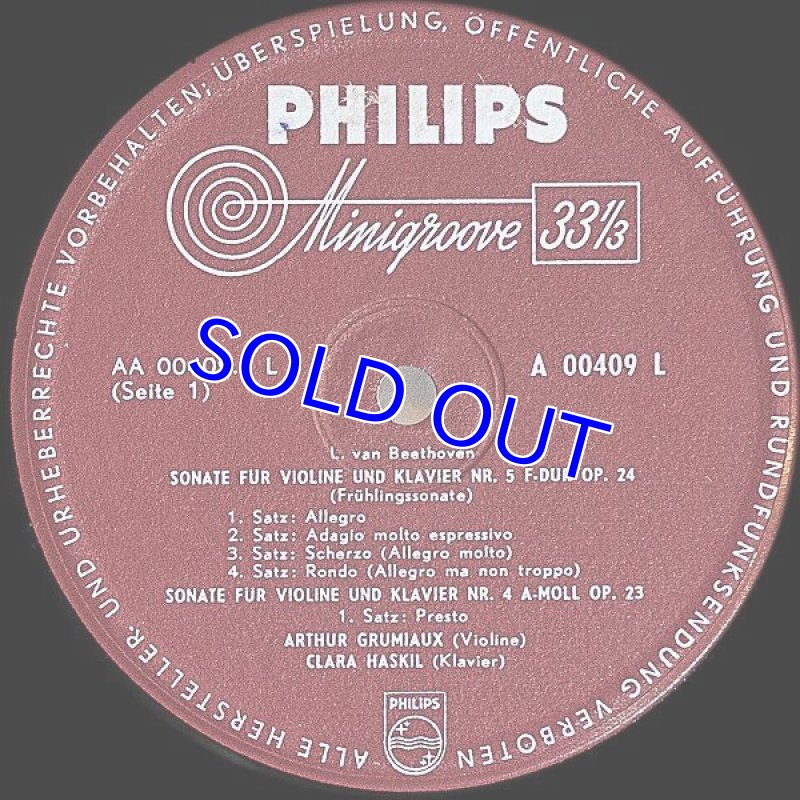 ALLE HERSTELLER- UND URHEBERRECHTE VORBEHALTEN; ÜBERSPIELUNG, ÖFFENTLICHE AUFFÜHRUNG UND RUNDFUNKSENDUNG VERBOTEN
PHILIPS
Minigroove 33⅓
AA L A 00409 L
(Seite 1)
SOLD OUT
L. van Beethoven
SONATE FÜR VIOLINE UND KLAVIER NR. 5 F-DUR OP. 24
(Frühlingssonate)
1. Satz: Allegro
2. Satz: Adagio molto espressivo
3. Satz: Scherzo (Allegro molto)
4. Satz: Rondo (Allegro ma non troppo)
SONATE FÜR VIOLINE UND KLAVIER NR. 4 A-MOLL OP. 23
1. Satz: Presto
ARTHUR GRUMIAUX (Violine)
CLARA HASKIL (Klavier)
PHILIPS